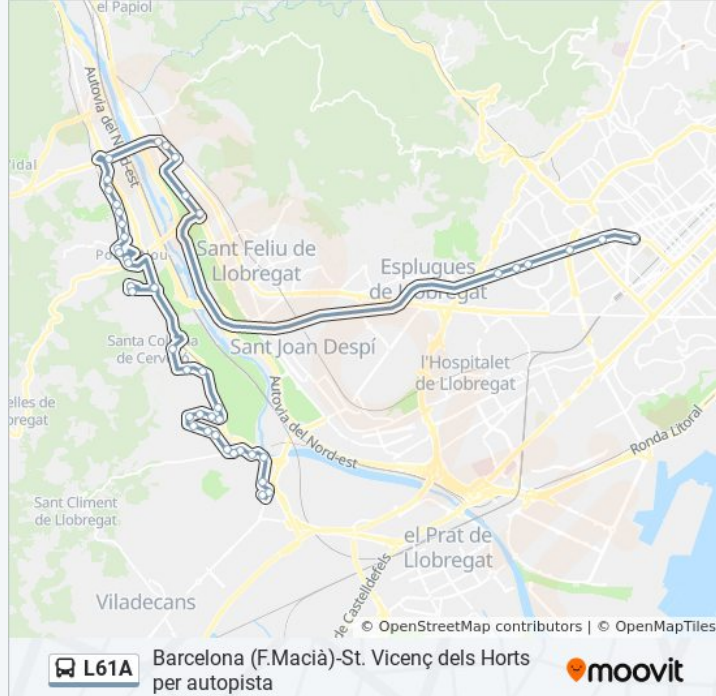 el Papiol
Autovia del Nord-est
Vidal
Sant Feliu de
Llobregat
Esplugues
de Llobregat
Santa Coloma
de Cervelló
Sant Joan Despí
l'Hospitalet
de Llobregat
Autovia del Nord-est
Ronda Litoral
elles de
bregat
Sant Climent
de Llobregat
el Prat de
Llobregat
Viladecans
de Castelldefels
© OpenStreetMap contributors | © OpenMapTiles
L61A
Barcelona (F.Macià)-St. Vicenç dels Horts
per autopista
moovit